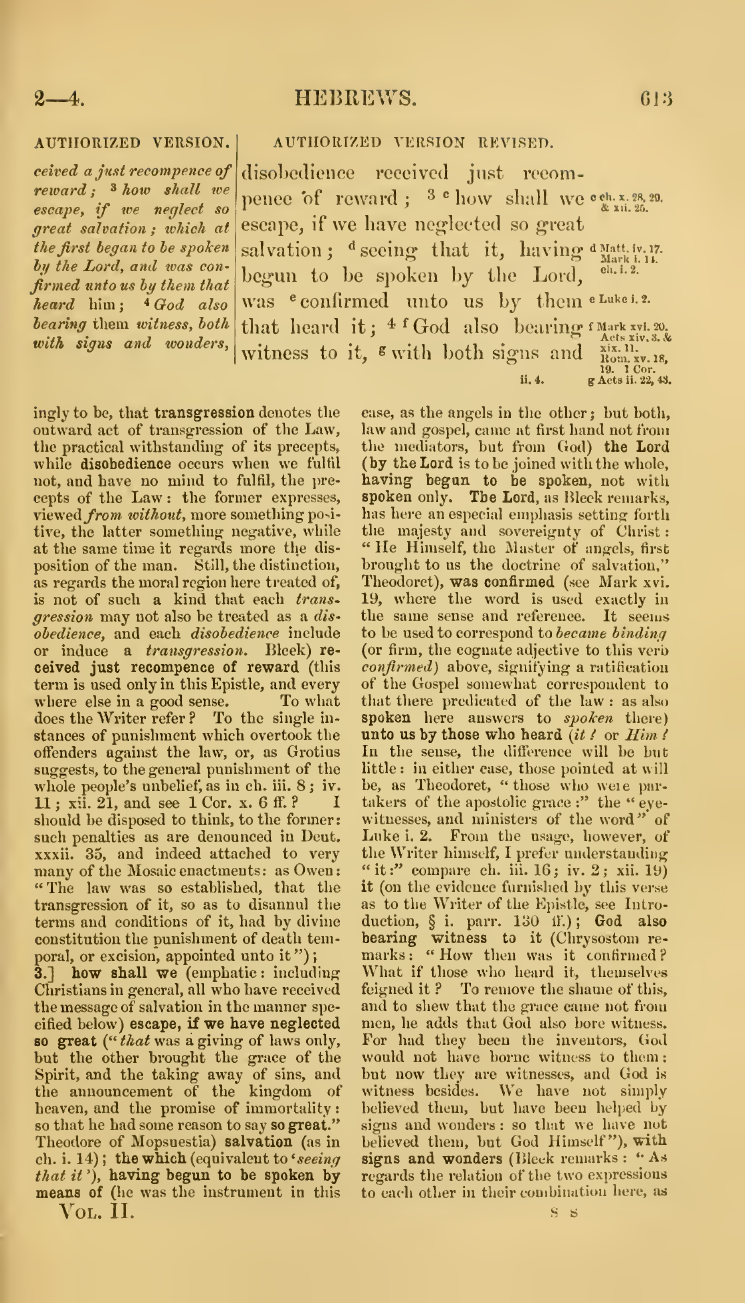 2—4.
HEBREWS.
613
AUTHORIZED VERSION.
ceived a just recompence of
reward; 3 how shall we
escape, if we neglect so
great salvation; which at
the first began to be spoken
by the Lord, and was con-
firmed unto us by them that
heard him; 4 God also
bearing them witness, both
with signs and wonders,
AUTHORIZED VERSION REVISED.
disobedience received just recom-
pence of reward; 3 c how shall we
escape, if we have neglected so great
salvation; d seeing that it, having
begun to be spoken by the Lord,
was e confirmed unto us by them
that heard it; 4 f God also bearing
witness to it, g with both signs and
c ch. x. 28, 29.
& xii. 25.
d Matt. iv. 17.
Mark i. 14.
ch. i. 2.
e Luke i. 2.
f Mark xvi. 20.
Acts xiv. 3. &
xix. 11.
Rom. xv. 18,
19. 1 Cor.
ii. 4.
g Acts ii. 22, 43.
ingly to be, that transgression denotes the
outward act of transgression of the Law,
the practical withstanding of its precepts,
while disobedience occurs when we fulfil
not, and have no mind to fulfil, the pre-
cepts of the Law: the former expresses,
viewed from without, more something posi-
tive, the latter something negative, while
at the same time it regards more the dis-
position of the man. Still, the distinction,
as regards the moral region here treated of,
is not of such a kind that each trans-
gression may not also be treated as a dis-
obedience, and each disobedience include
or induce a transgression. Bleek) re-
ceived just recompence of reward (this
term is used only in this Epistle, and every
where else in a good sense. To what
does the Writer refer? To the single in-
stances of punishment which overtook the
offenders against the law, or, as Grotius
suggests, to the general punishment of the
whole people's unbelief, as in ch. iii. 8; iv.
11; xii. 21, and see 1 Cor. x. 6 ff.? I
should be disposed to think, to the former:
such penalties as are denounced in Deut.
xxxii. 35, and indeed attached to very
many of the Mosaic enactments: as Owen:
“The law was so established, that the
transgression of it, so as to disannul the
terms and conditions of it, had by divine
constitution the punishment of death tem-
poral, or excision, appointed unto it”);
3.] how shall we (emphatic: including
Christians in general, all who have received
the message of salvation in the manner spe-
cified below) escape, if we have neglected
so great (“that was a giving of laws only,
but the other brought the grace of the
Spirit, and the taking away of sins, and
the announcement of the kingdom of
heaven, and the promise of immortality:
so that he had some reason to say so great.”
Theodore of Mopsuestia) salvation (as in
ch. i. 14); the which (equivalent to ‘seeing
that it’), having begun to be spoken by
means of (he was the instrument in this
case, as the angels in the other; but both,
law and gospel, came at first hand not from
the mediators, but from God) the Lord
(by the Lord is to be joined with the whole,
having begun to be spoken, not with
spoken only. The Lord, as Bleek remarks,
has here an especial emphasis setting forth
the majesty and sovereignty of Christ:
“He Himself, the Master of angels, first
brought to us the doctrine of salvation,”
Theodoret), was confirmed (see Mark xvi.
19, where the word is used exactly in
the same sense and reference. It seems
to be used to correspond to became binding
(or firm, the cognate adjective to this verb
confirmed) above, signifying a ratification
of the Gospel somewhat correspondent to
that there predicated of the law: as also
spoken here answers to spoken there)
unto us by those who heard (it! or Him!
In the sense, the difference will be but
little: in either case, those pointed at will
be, as Theodoret, “those who were par-
takers of the apostolic grace:” the “eye-
witnesses, and ministers of the word” of
Luke i. 2. From the usage, however, of
the Writer himself, I prefer understanding
“it:” compare ch. iii. 16; iv. 2; xii. 19)
it (on the evidence furnished by this verse
as to the Writer of the Epistle, see Intro-
duction, § i. parr. 130 ff.); God also
bearing witness to it (Chrysostom re-
marks: “How then was it confirmed?
What if those who heard it, themselves
feigned it? To remove the shame of this,
and to shew that the grace came not from
men, he adds that God also bore witness.
For had they been the inventors, God
would not have borne witness to them:
but now they are witnesses, and God is
witness besides. We have not simply
believed them, but have been helped by
signs and wonders: so that we have not
believed them, but God Himself”), with
signs and wonders (Bleek remarks: “As
regards the relation of the two expressions
to each other in their combination here, as
VOL. II.
S S